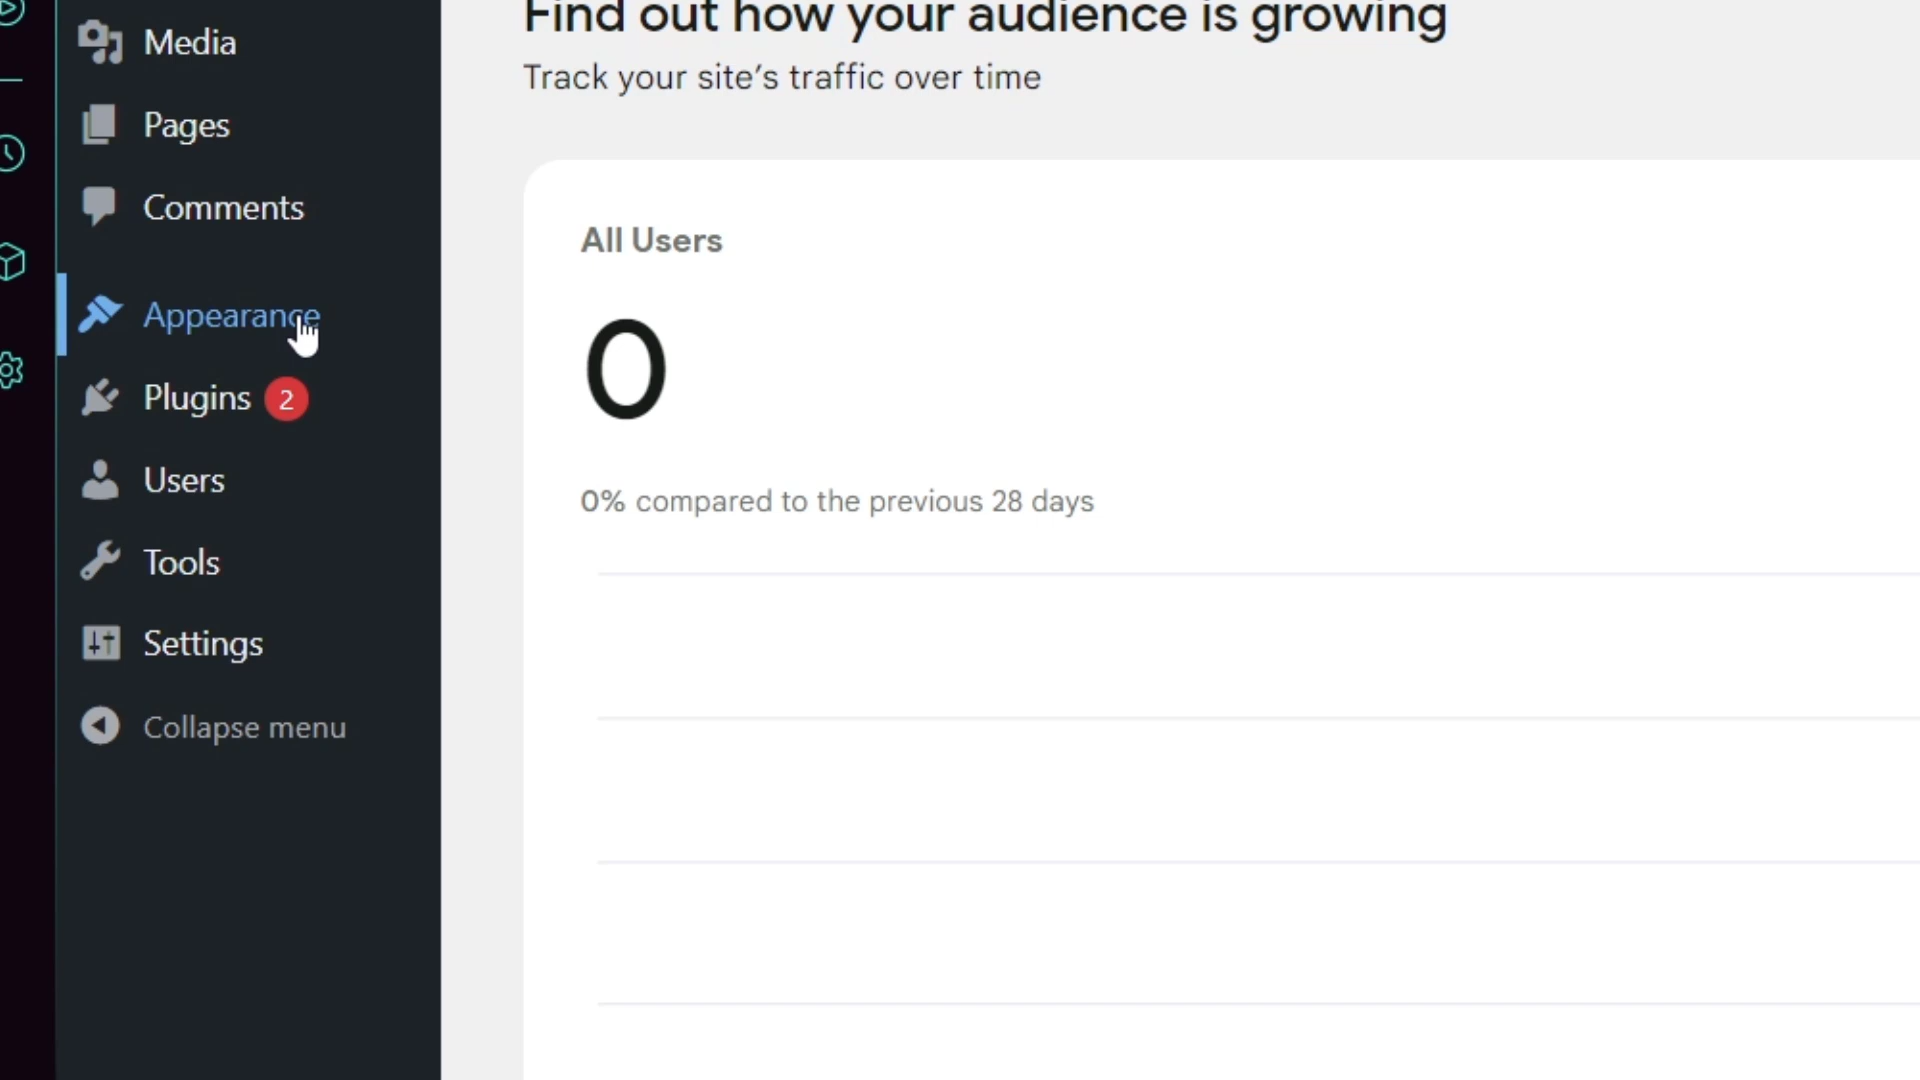 Media
Pages
Comments
Appearance
Plugins 2
Users
Tools
Settings
Collapse menu
Find out how your audience is growing
Track your site's traffic over time
All Users
0
0% compared to the previous 28 days